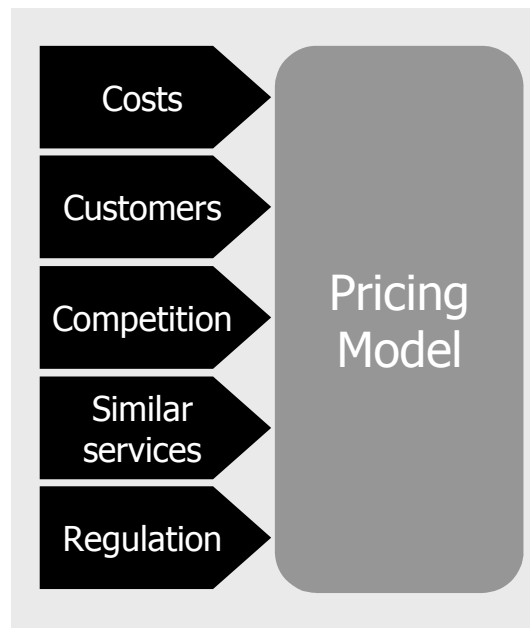 Costs
Customers
Competition
Similar
services
Regulation
Pricing
Model